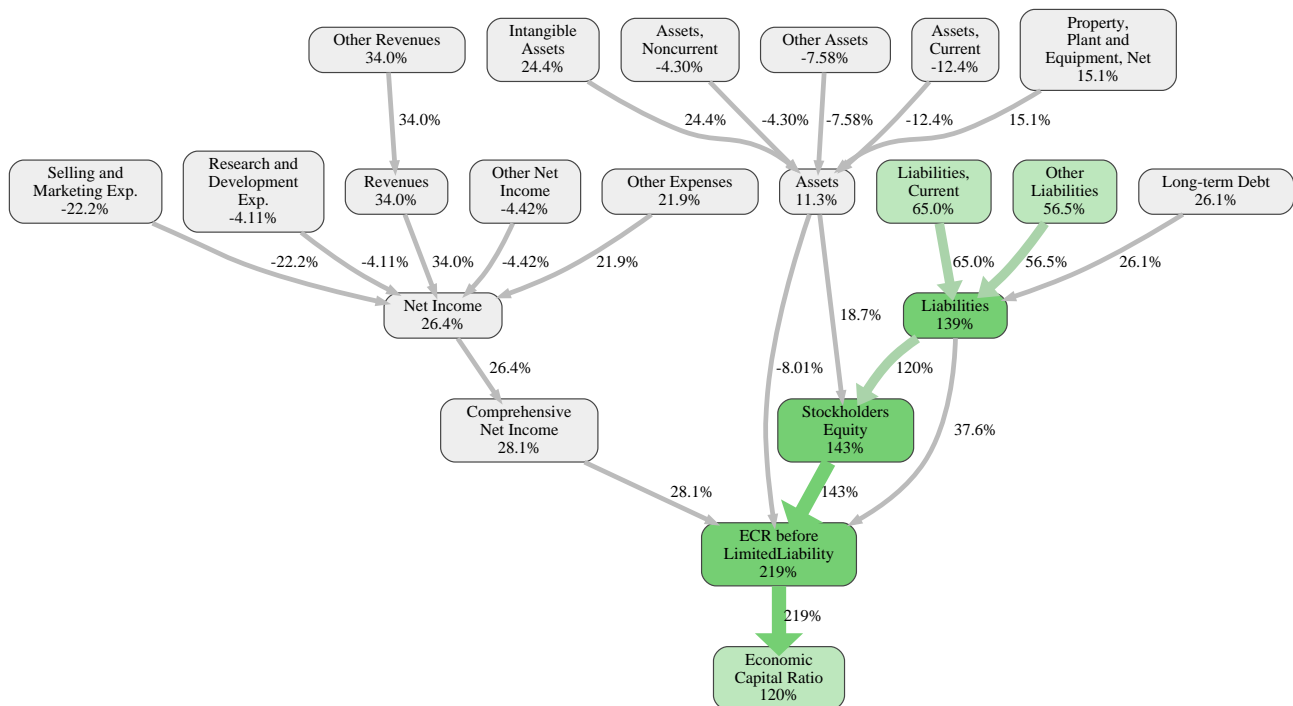 Other Revenues
34.0%
Intangible
Assets
24.4%
Assets,
Noncurrent
-4.30%
Other Assets
-7.58%
Assets,
Current
-12.4%
Property,
Plant and
Equipment, Net
15.1%
34.0%
24.4%
-4.30%
-7.58%
-12.4%
15.1%
Selling and
Marketing Exp.
-22.2%
Research and
Development
Exp.
-4.11%
Revenues
34.0%
Other Net
Income
-4.42%
Other Expenses
21.9%
Assets
11.3%
Liabilities,
Current
65.0%
Other
Liabilities
56.5%
Long-term Debt
26.1%
-22.2%
-4.11%
34.0%
-4.42%
21.9%
65.0%
56.5%
26.1%
Net Income
26.4%
18.7%
Liabilities
139%
26.4%
-8.01%
120%
Comprehensive
Net Income
28.1%
Stockholders
Equity
143%
37.6%
28.1%
143%
ECR before
LimitedLiability
219%
219%
Economic
Capital Ratio
120%